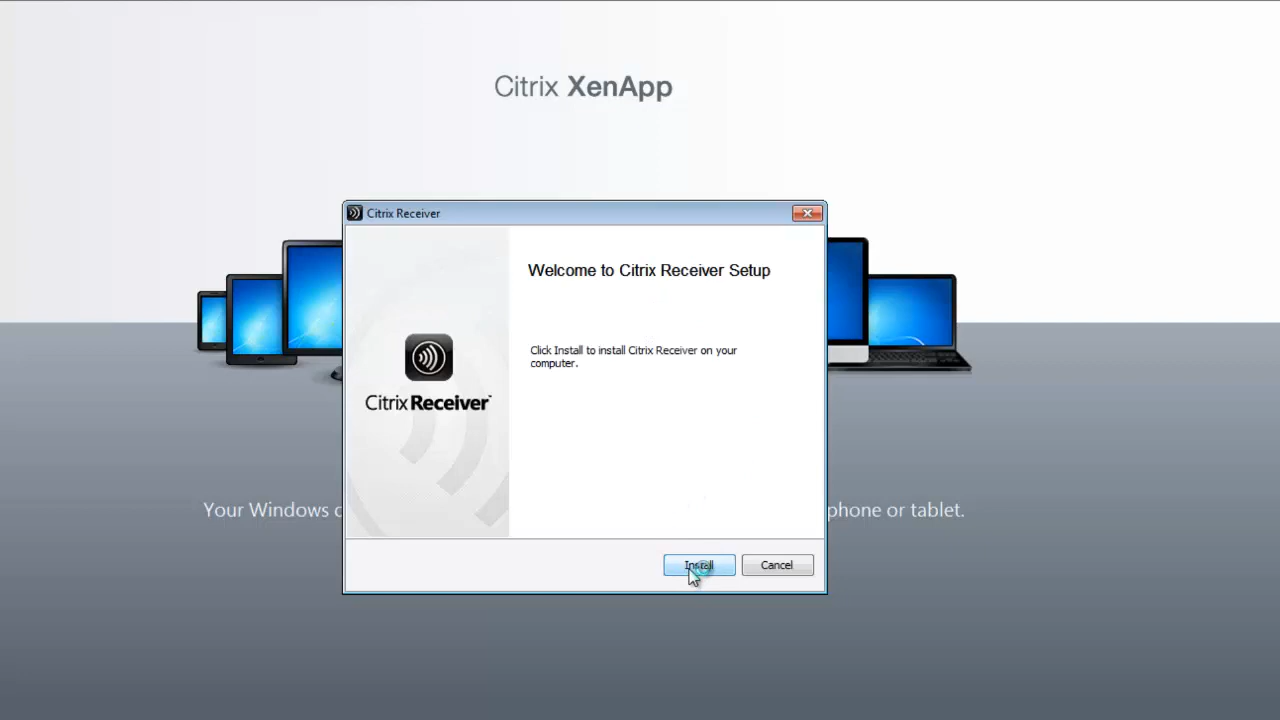 Citrix XenApp
Citrix Receiver
Welcome to Citrix Receiver Setup
Click Install to install Citrix Receiver on your
computer.
Citrix Receiver™
Your Windows
phone or tablet.
Install
Cancel